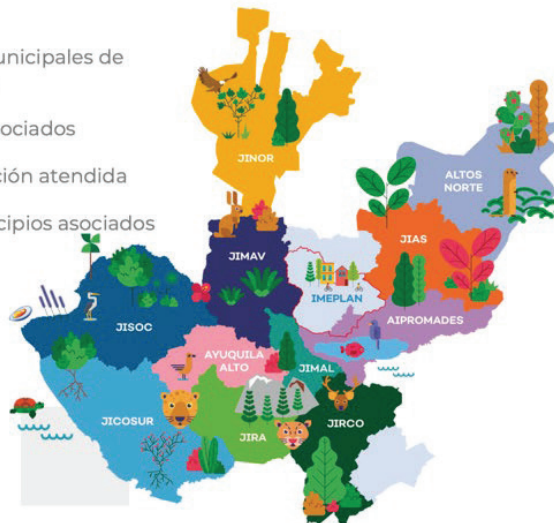 unicipales de
ociados
ción atendida
cipios asociados
JINOR
ALTOS
NORTE
JIMAV
JIAS
IMEPLAN
JISOC
AIPROMADES
AYUQUILA
ALTO
JIMAL
JICOSUR
JIRA
JIRCO